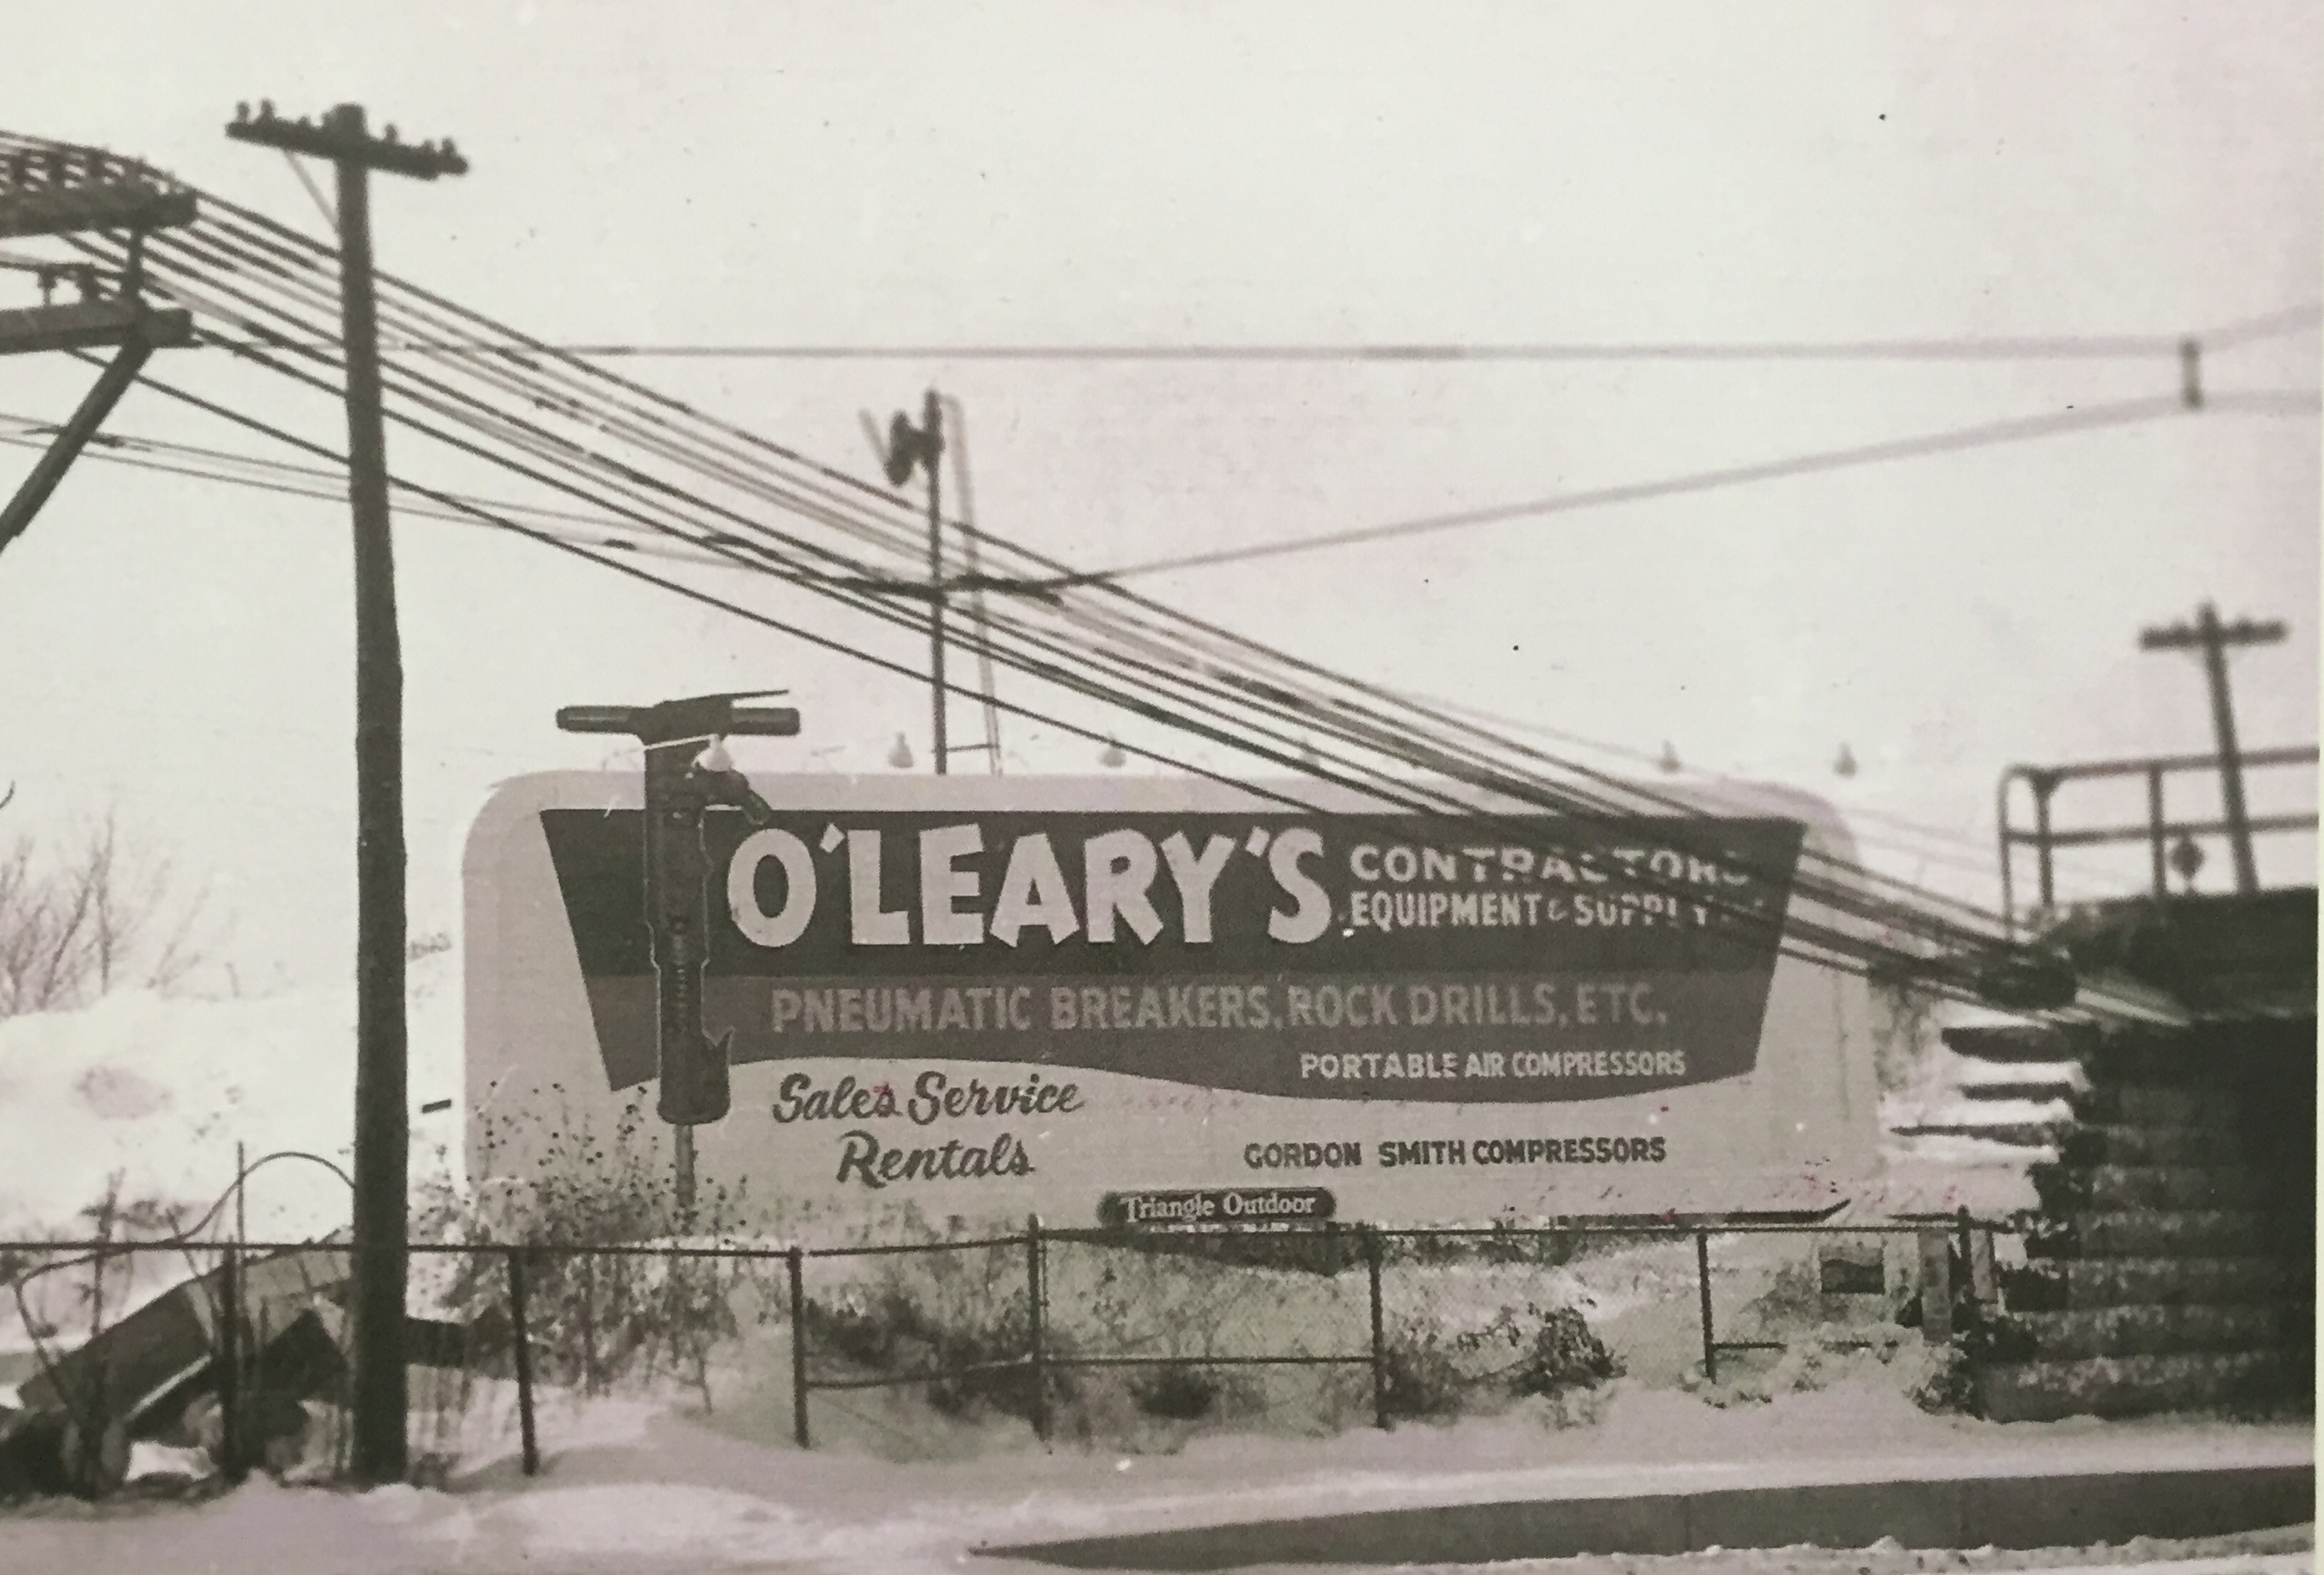 O'LEARY'S CONTRACTORS
EQUIPMENT & SUPPLY
PNEUMATIC BREAKERS, ROCK DRILLS, ETC.
PORTABLE AIR COMPRESSORS
Sales Service
Rentals
GORDON SMITH COMPRESSORS
Triangle Outdoor